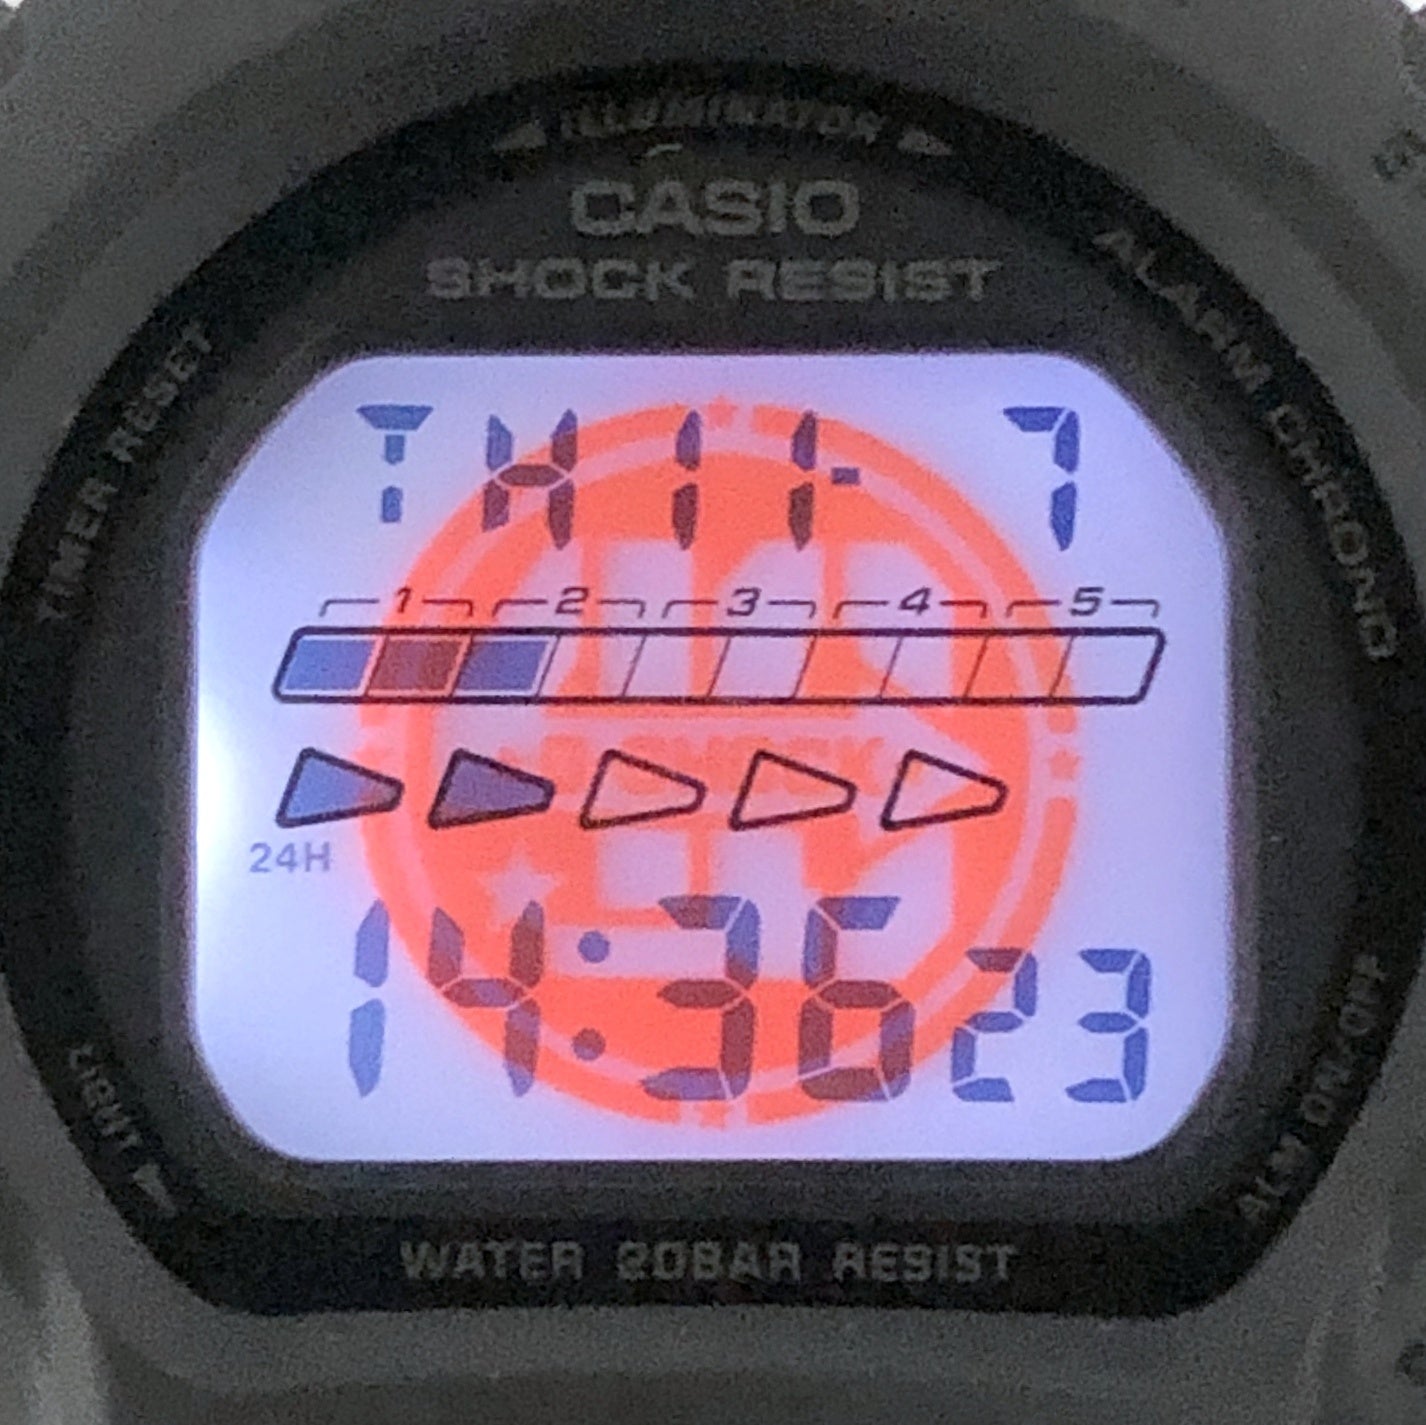 ILLUMINATOR
CASIO
SHOCK RESIST
TIMER RESET
ALARM CHRONO
TH 11- 7
1 2 3 4 5
G-SHOCK
24H
14:36 23
LIGHT
ALM ON·OFF
WATER 20BAR RESIST